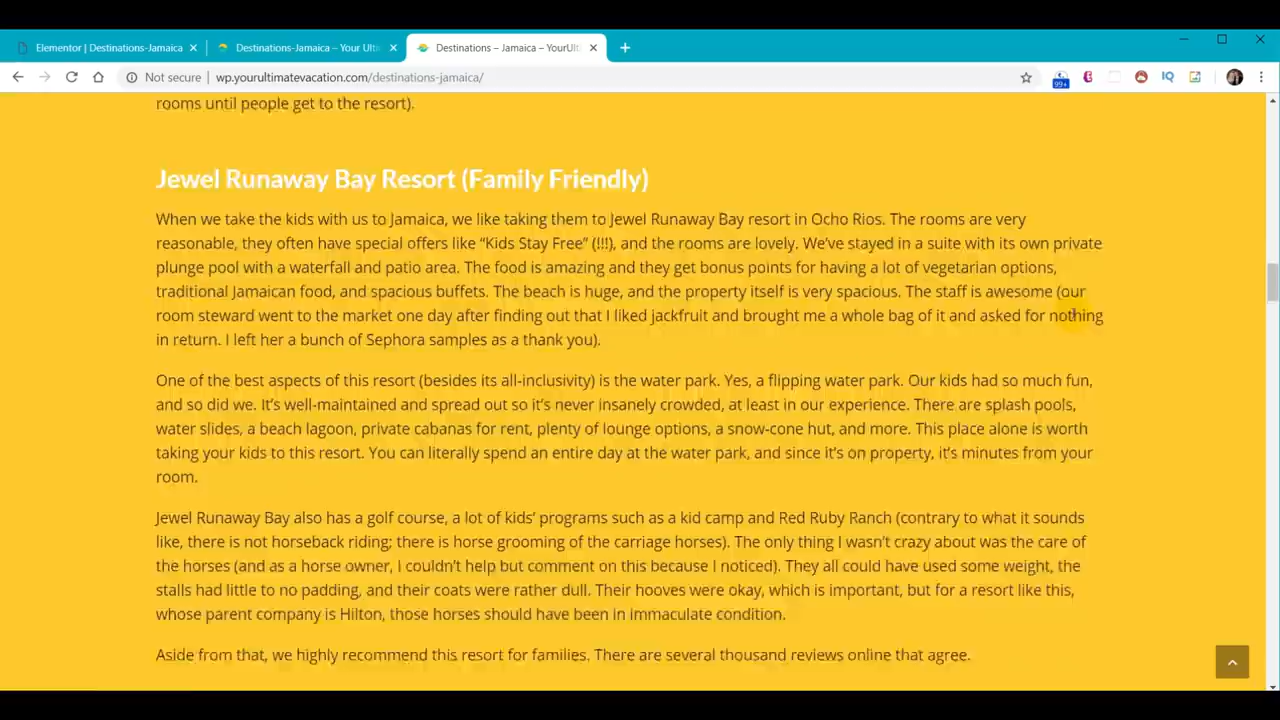 Elementor | Destinations-Jamaica
Destinations-Jamaica – Your Ulti
Destinations – Jamaica – YourUlt
Not secure | wp.yourultimatevacation.com/destinations-jamaica/
99+
IQ
rooms until people get to the resort).
Jewel Runaway Bay Resort (Family Friendly)
When we take the kids with us to Jamaica, we like taking them to Jewel Runaway Bay resort in Ocho Rios. The rooms are very
reasonable, they often have special offers like “Kids Stay Free” (!!!), and the rooms are lovely. We’ve stayed in a suite with its own private
plunge pool with a waterfall and patio area. The food is amazing and they get bonus points for having a lot of vegetarian options,
traditional Jamaican food, and spacious buffets. The beach is huge, and the property itself is very spacious. The staff is awesome (our
room steward went to the market one day after finding out that I liked jackfruit and brought me a whole bag of it and asked for nothing
in return. I left her a bunch of Sephora samples as a thank you).
One of the best aspects of this resort (besides its all-inclusivity) is the water park. Yes, a flipping water park. Our kids had so much fun,
and so did we. It’s well-maintained and spread out so it’s never insanely crowded, at least in our experience. There are splash pools,
water slides, a beach lagoon, private cabanas for rent, plenty of lounge options, a snow-cone hut, and more. This place alone is worth
taking your kids to this resort. You can literally spend an entire day at the water park, and since it’s on property, it’s minutes from your
room.
Jewel Runaway Bay also has a golf course, a lot of kids’ programs such as a kid camp and Red Ruby Ranch (contrary to what it sounds
like, there is not horseback riding; there is horse grooming of the carriage horses). The only thing I wasn’t crazy about was the care of
the horses (and as a horse owner, I couldn’t help but comment on this because I noticed). They all could have used some weight, the
stalls had little to no padding, and their coats were rather dull. Their hooves were okay, which is important, but for a resort like this,
whose parent company is Hilton, those horses should have been in immaculate condition.
Aside from that, we highly recommend this resort for families. There are several thousand reviews online that agree.